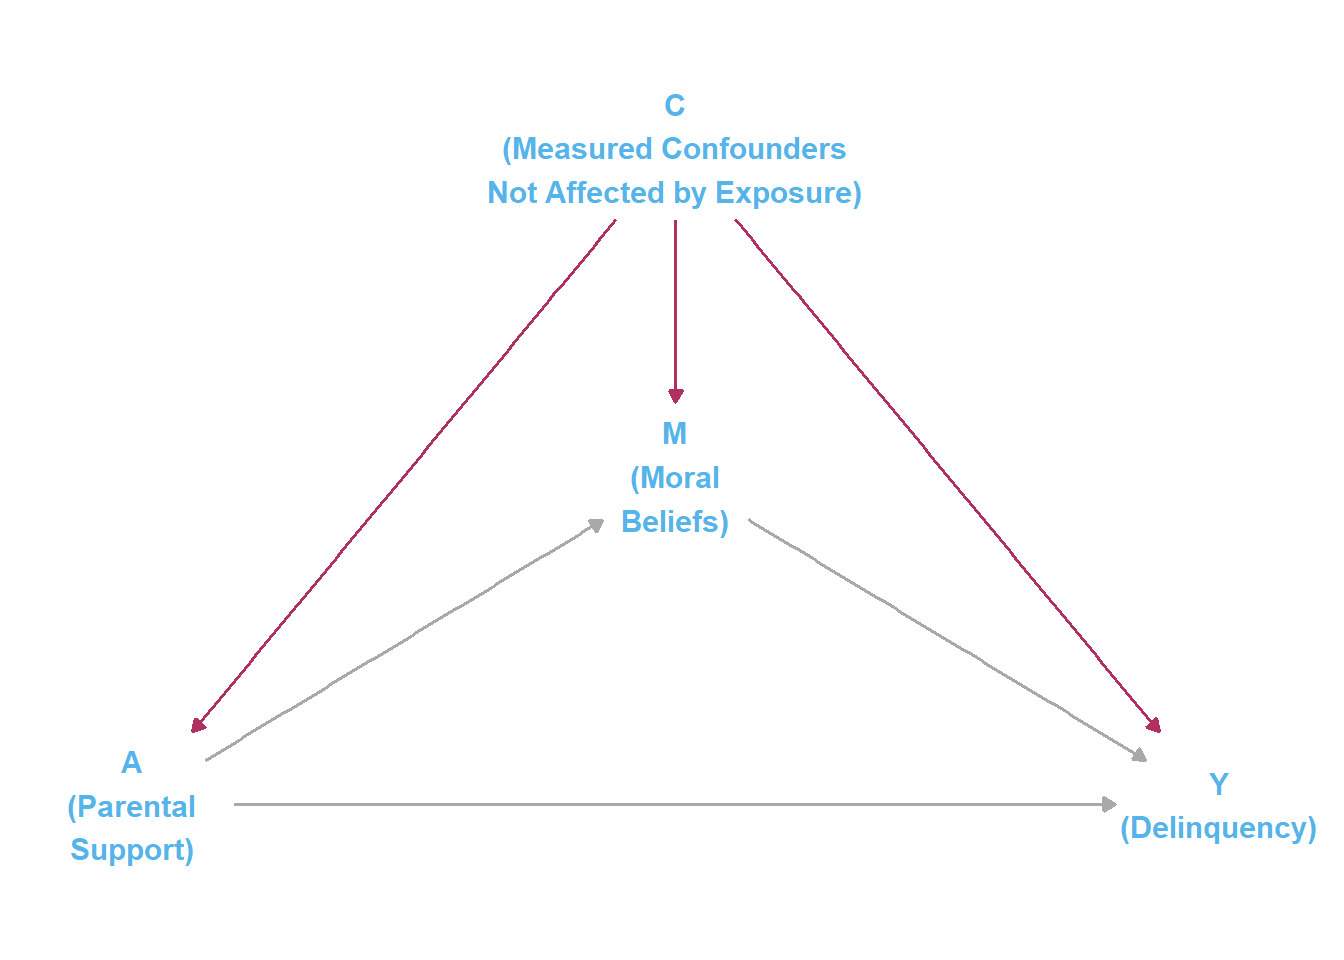 C
(Measured Confounders
Not Affected by Exposure)
M
(Moral
Beliefs)
A
(Parental
Support)
Y
(Delinquency)